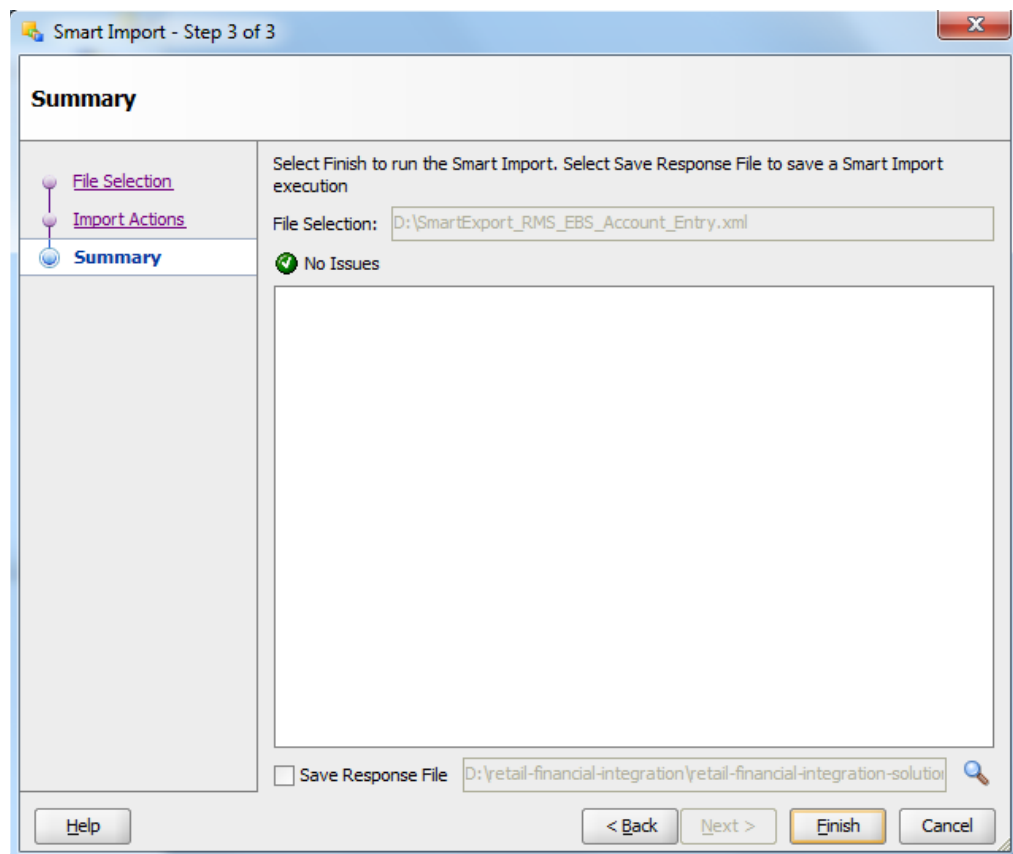 Smart Import - Step 3 of 3
Summary
File Selection
Import Actions
Summary
Select Finish to run the Smart Import. Select Save Response File to save a Smart Import
execution
File Selection: D:\SmartExport_RMS_EBS_Account_Entry.xml
No Issues
Save Response File D:\retail-financial-integration\retail-financial-integration-solution
Help < Back Next > Finish Cancel